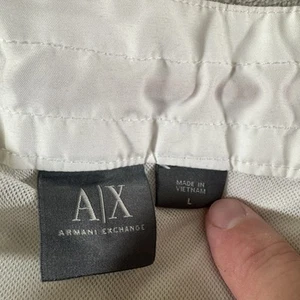 A|X
ARMANI EXCHANGE
MADE IN
VIETNAM
L